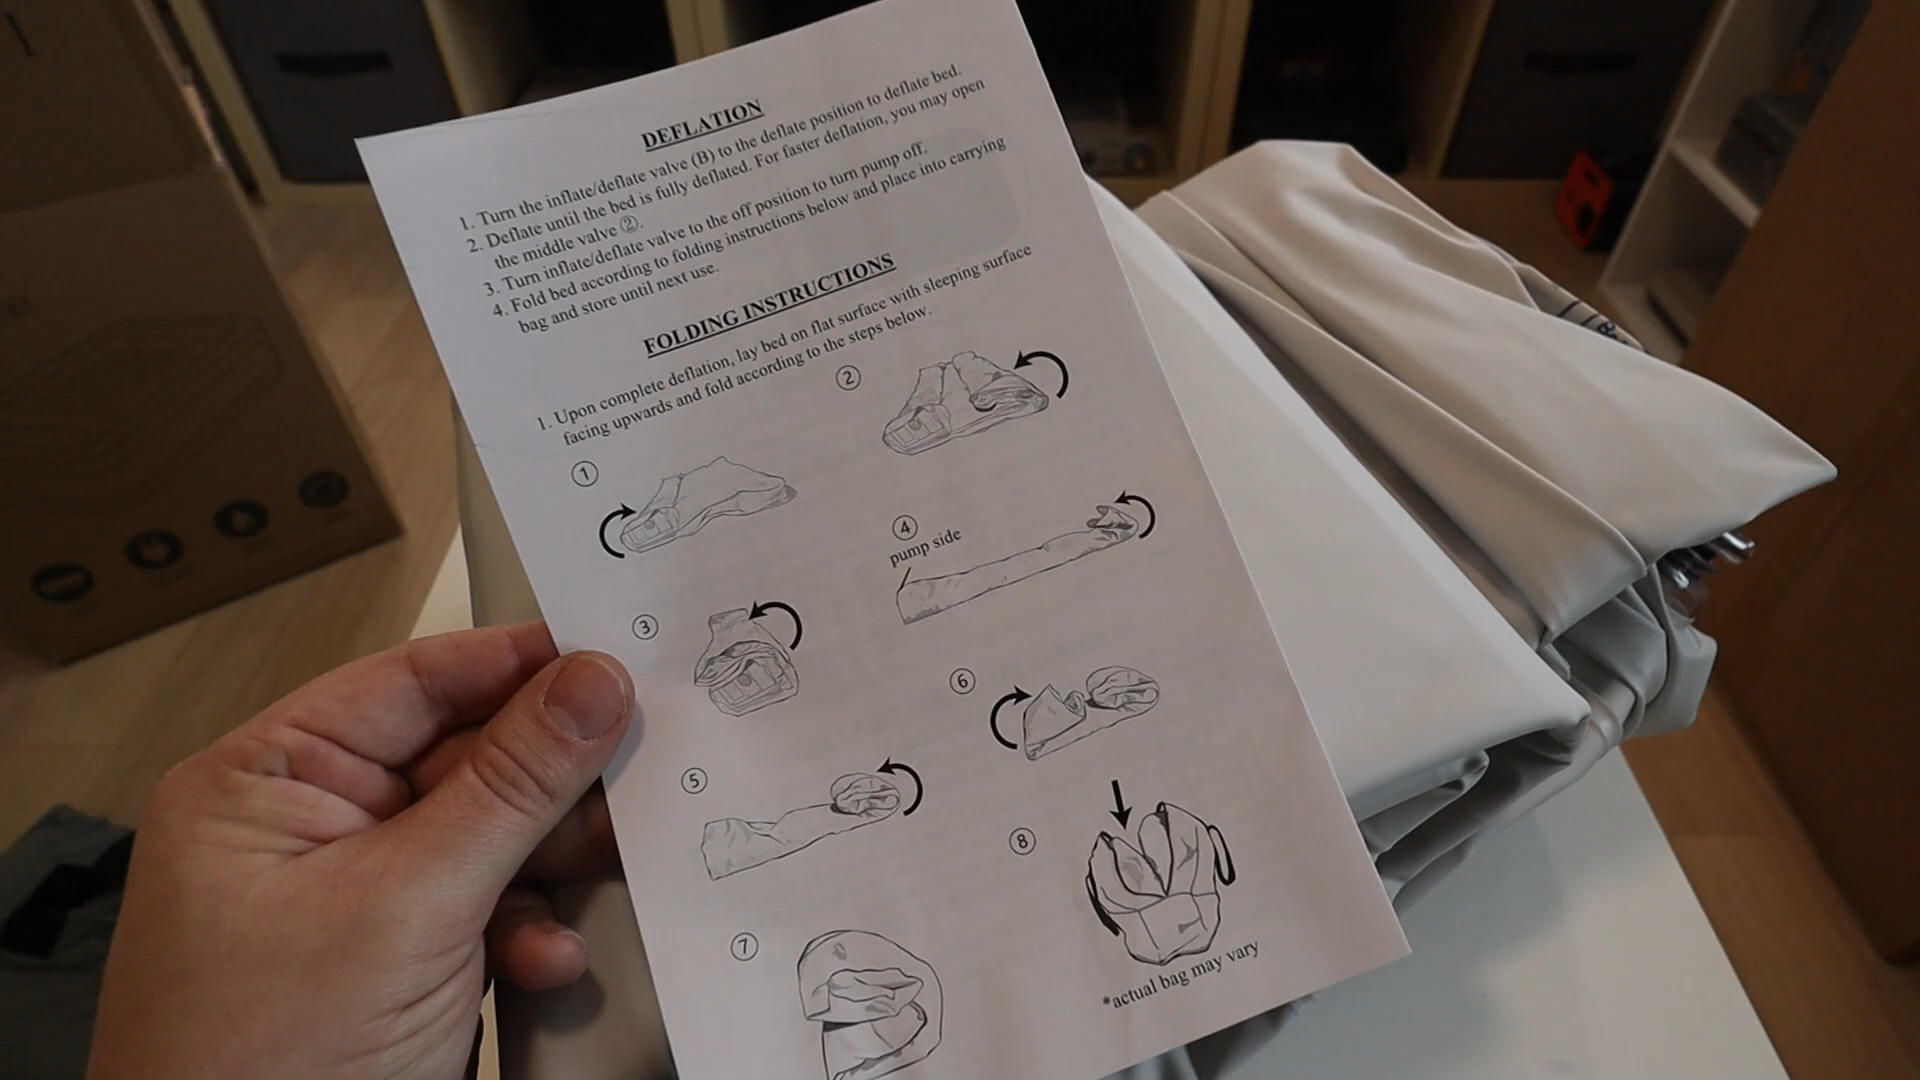 DEFLATION
1. Turn the inflate/deflate valve (B) to the deflate position to deflate bed.
2. Deflate until the bed is fully deflated. For faster deflation, you may open
the middle valve ②.
3. Turn inflate/deflate valve to the off position to turn pump off.
4. Fold bed according to folding instructions below and place into carrying
bag and store until next use.
FOLDING INSTRUCTIONS
1. Upon complete deflation, lay bed on flat surface with sleeping surface
facing upwards and fold according to the steps below.
①
②
③
④
pump side
⑤
⑥
⑦
⑧
*actual bag may vary